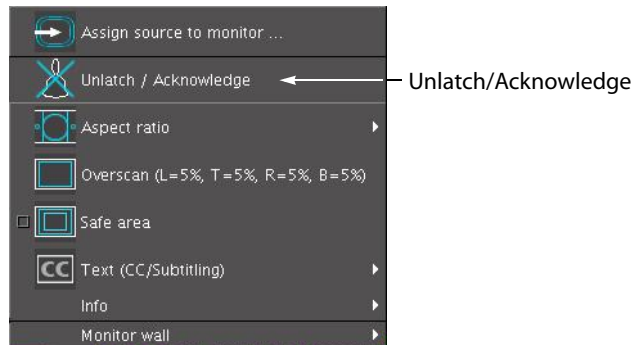 Assign source to monitor ...
Unlatch / Acknowledge
Unlatch/Acknowledge
Aspect ratio
Overscan (L=5%, T=5%, R=5%, B=5%)
Safe area
CC Text (CC/Subtitling)
Info
Monitor wall